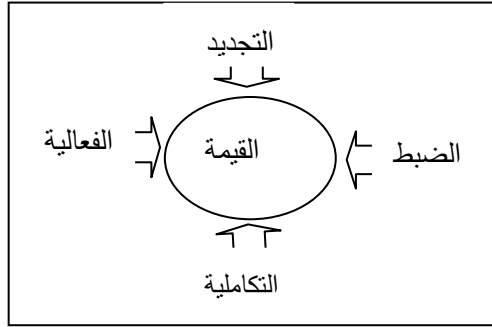 التجديد
الضبط
القيمة
الفعالية
التكاملية